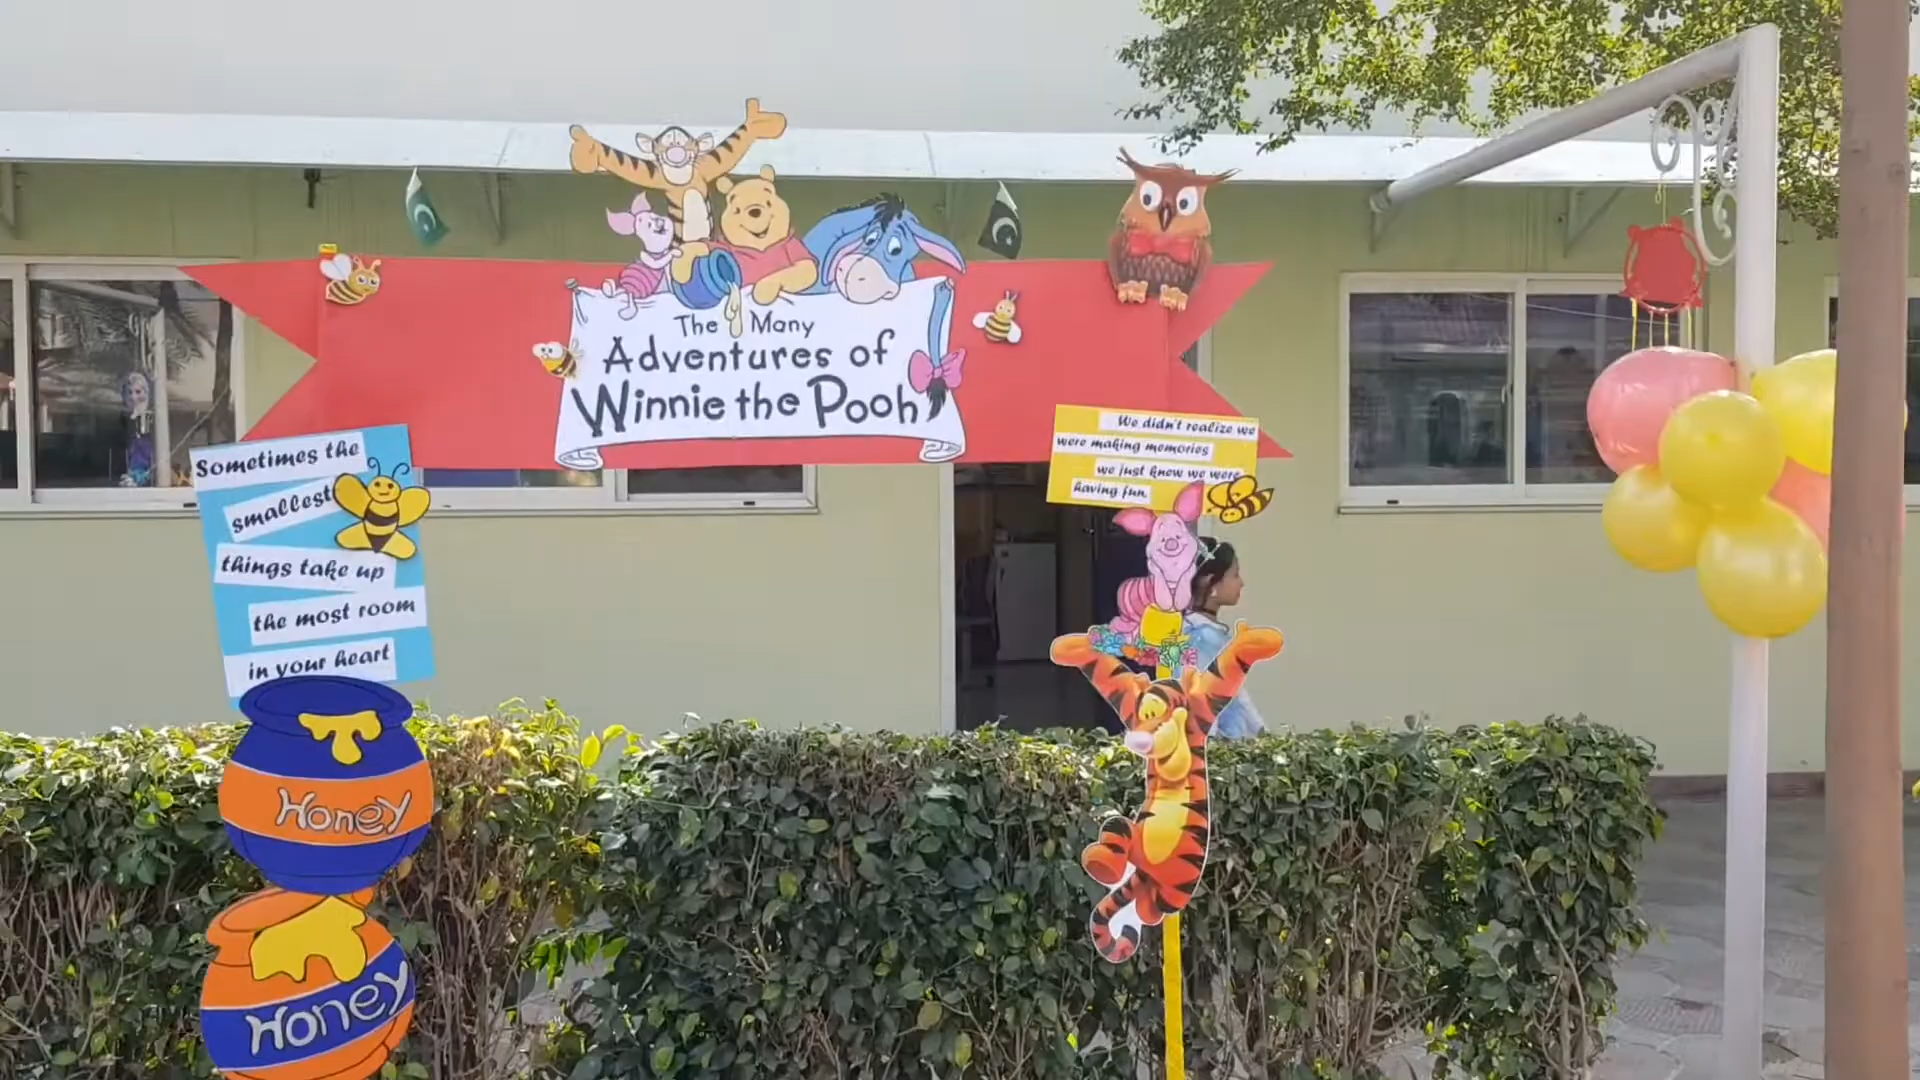 The Many
Adventures of
Winnie the Pooh
We didn't realize we
were making memories
we just knew we were
having fun
Sometimes the
smallest
things take up
the most room
in your heart
Honey
Honey